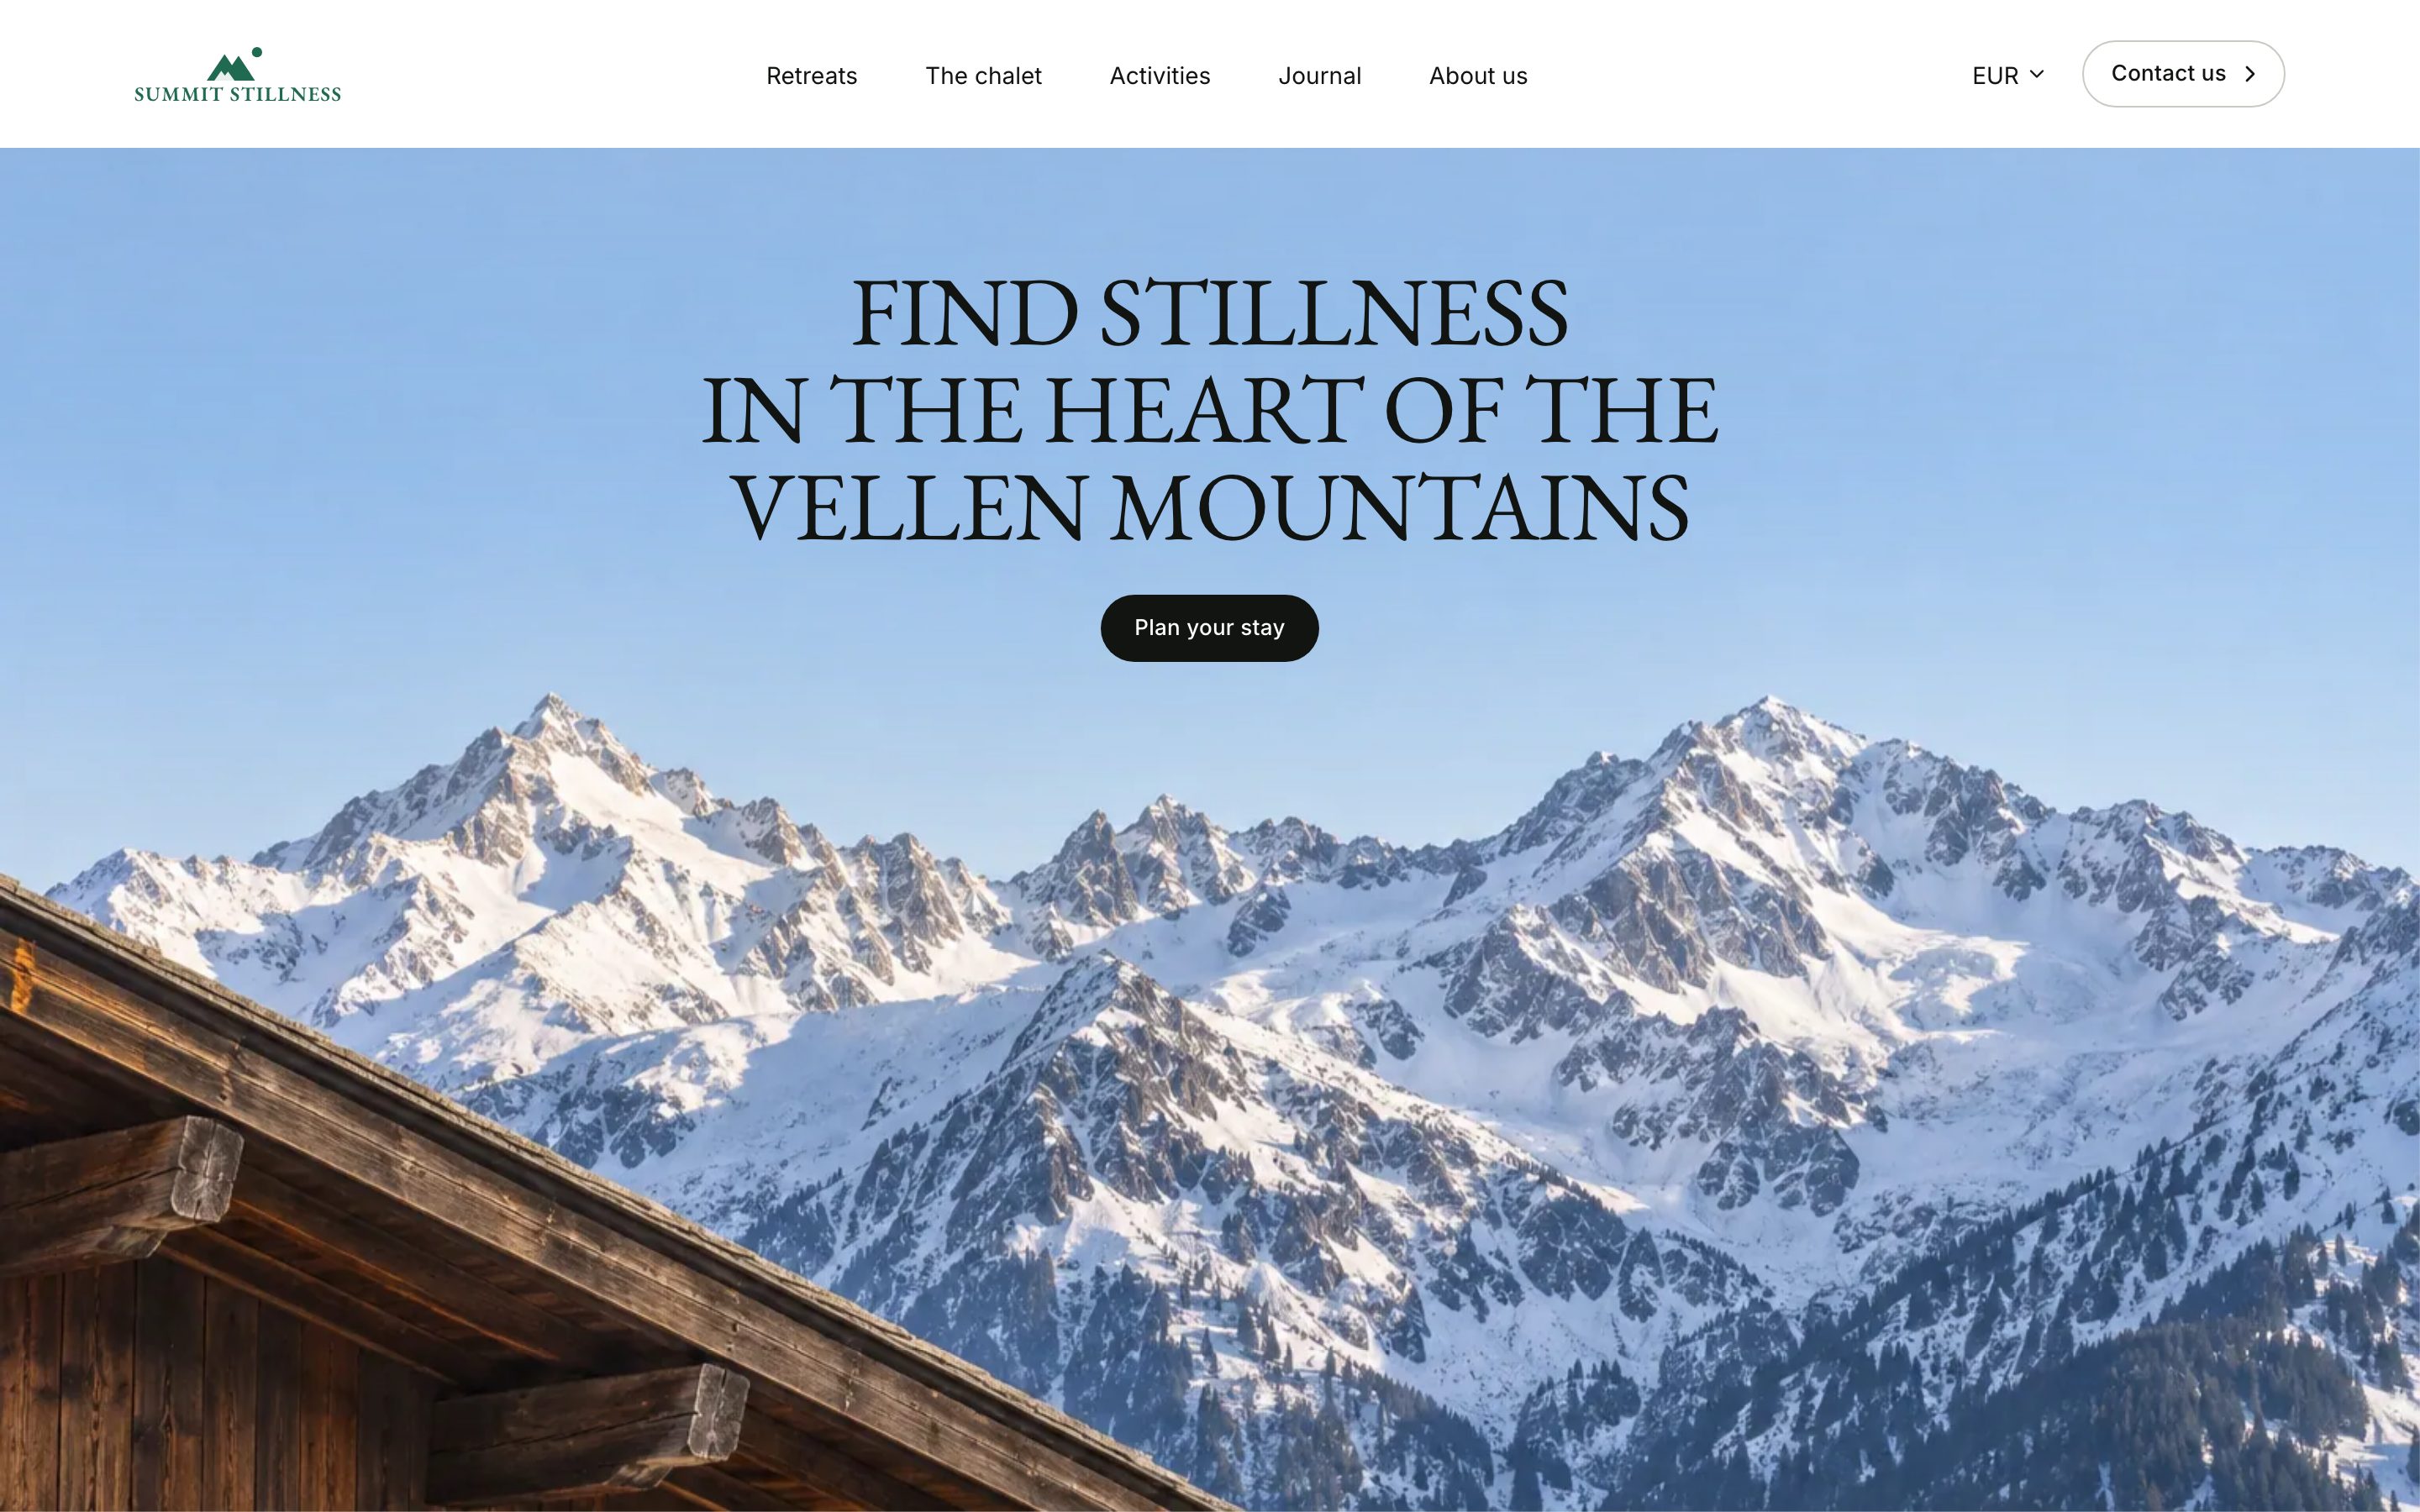 SUMMIT STILLNESS
Retreats
The chalet
Activities
Journal
About us
EUR
Contact us
FIND STILLNESS
IN THE HEART OF THE
VELLEN MOUNTAINS
Plan your stay